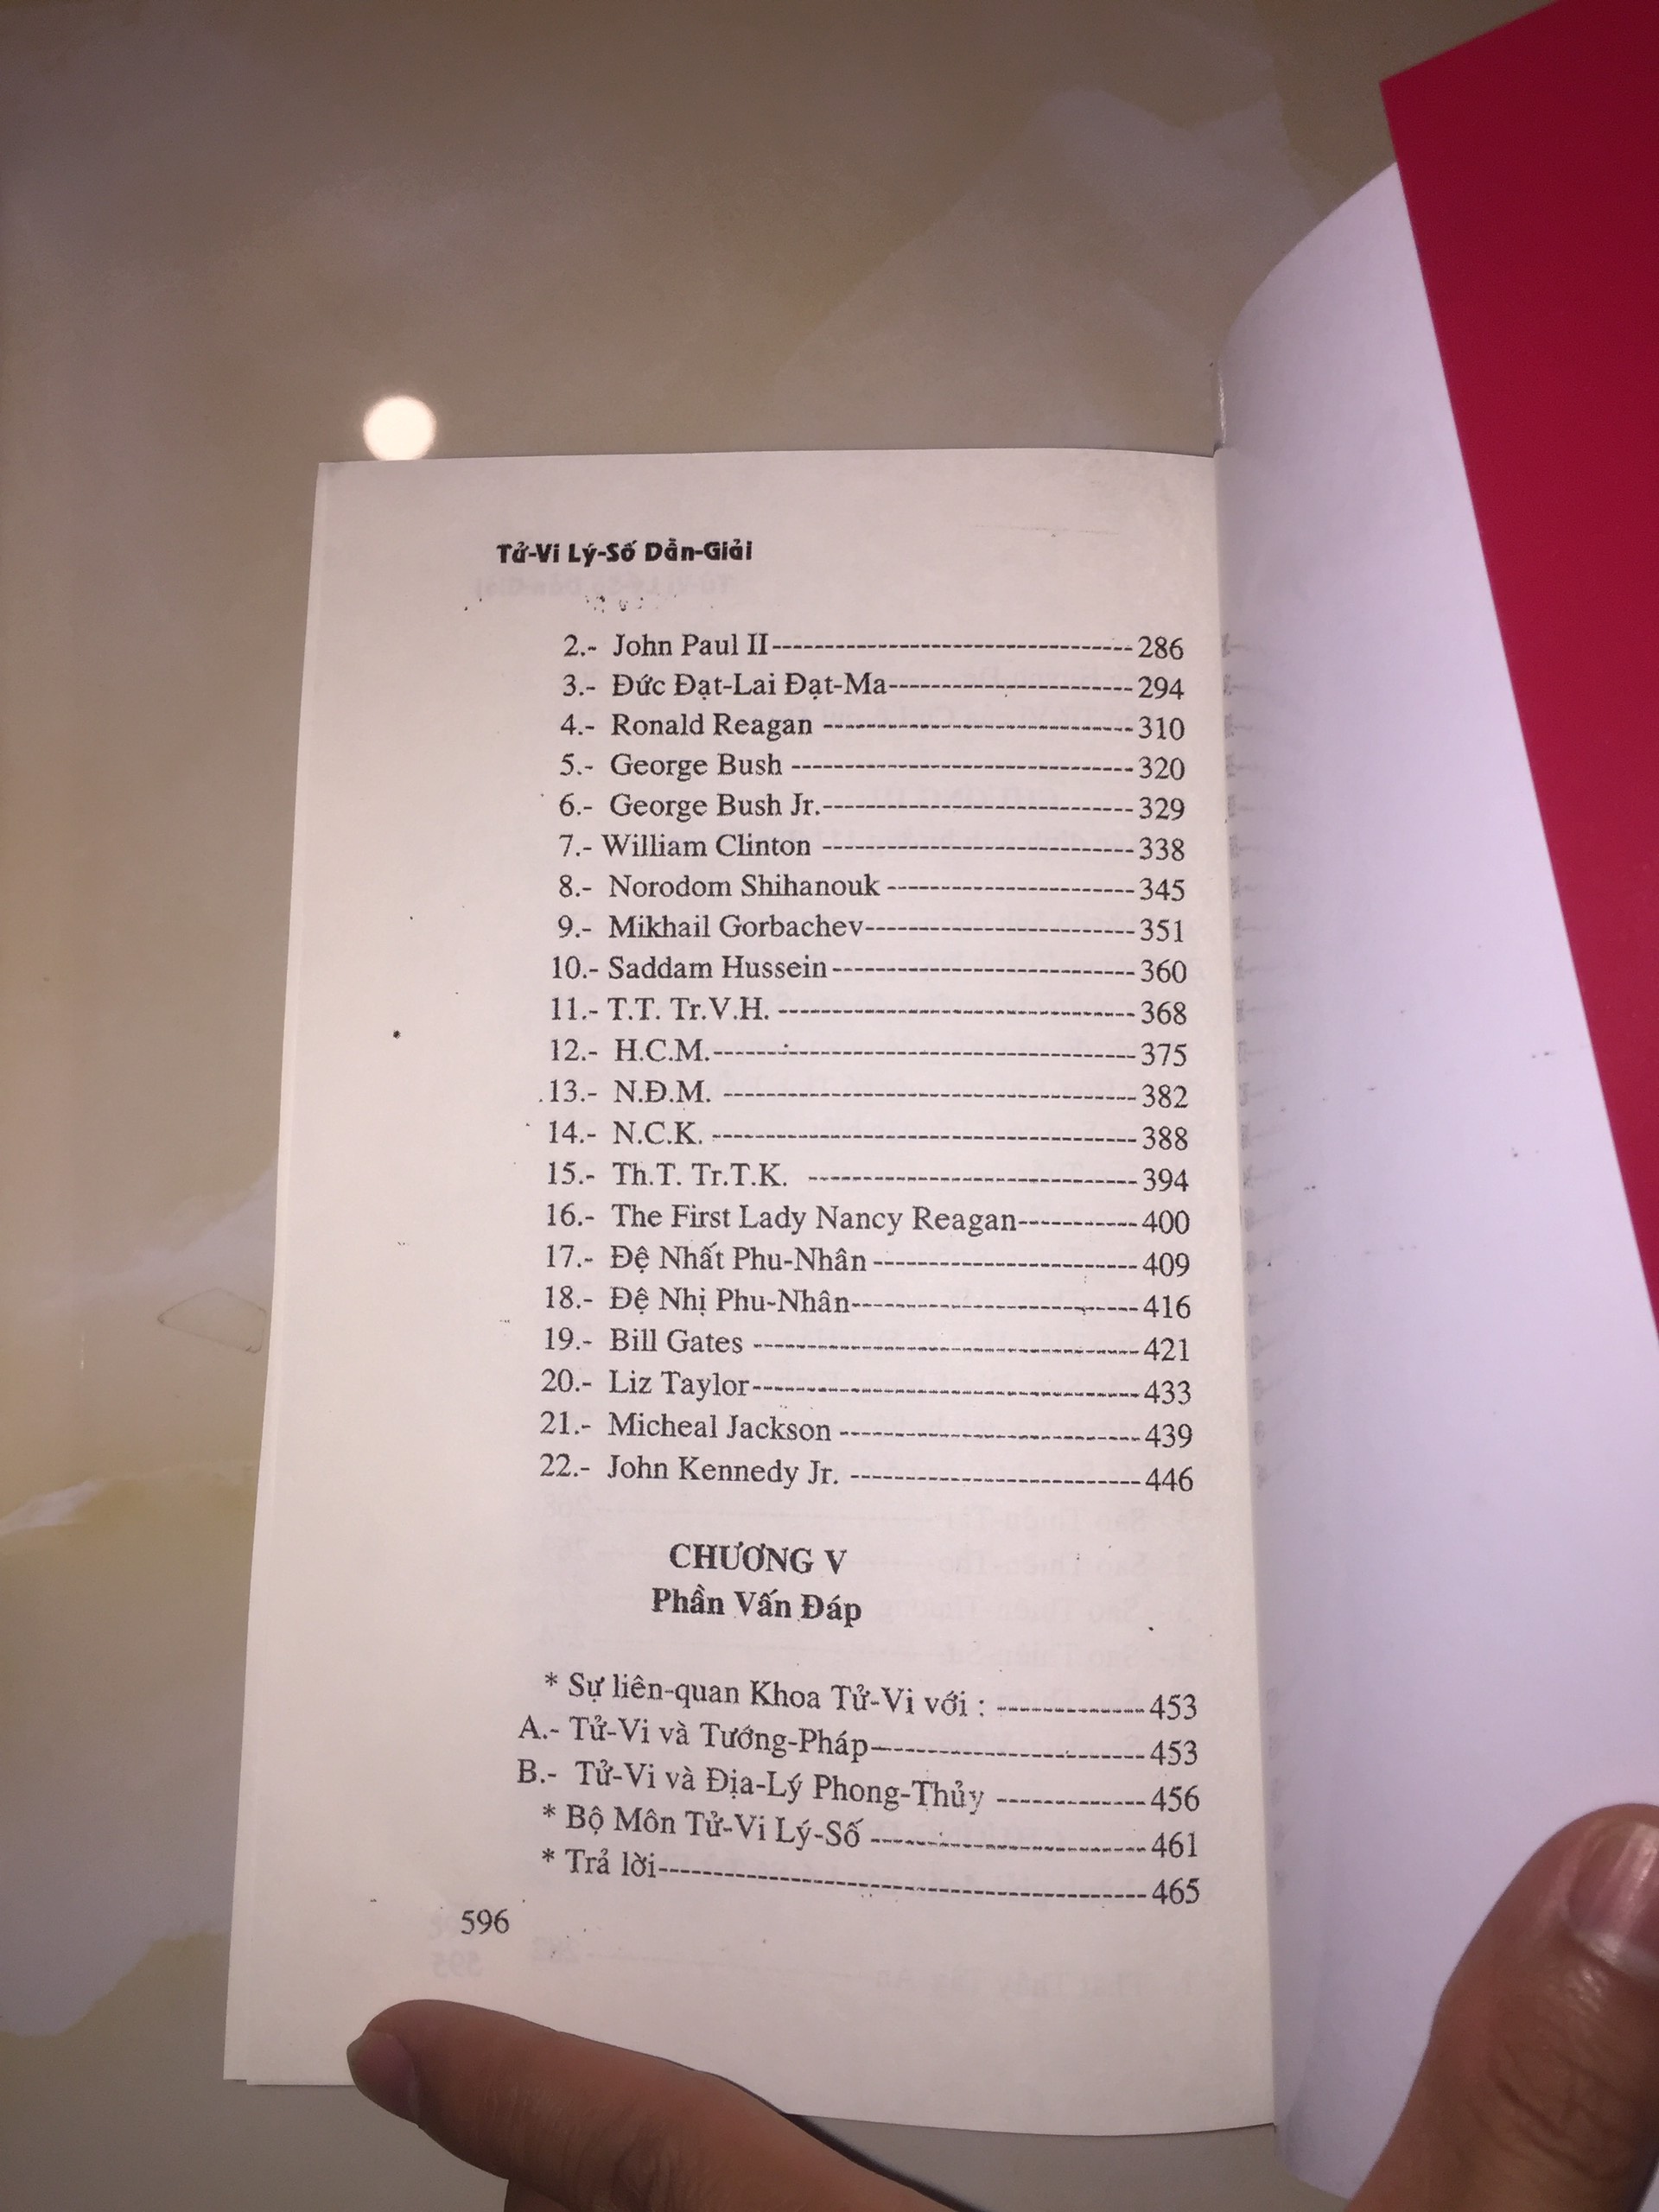 Tử-Vi Lý-Số Dẫn-Giải
2.- John Paul II-----------------------------------286
3.- Đức Đạt-Lai Đạt-Ma-------------------------294
4.- Ronald Reagan -------------------------------310
5.- George Bush ----------------------------------320
6.- George Bush Jr.-------------------------------329
7.- William Clinton -------------------------------338
8.- Norodom Shihanouk ------------------------345
9.- Mikhail Gorbachev--------------------------351
10.- Saddam Hussein-----------------------------360
11.- T.T. Tr.V.H. ----------------------------------368
12.- H.C.M.----------------------------------------375
13.- N.Đ.M. ---------------------------------------382
14.- N.C.K. ----------------------------------------388
15.- Th.T. Tr.T.K. -------------------------------394
16.- The First Lady Nancy Reagan-----------400
17.- Đệ Nhất Phu-Nhân -------------------------409
18.- Đệ Nhị Phu-Nhân---------------------------416
19.- Bill Gates ------------------------------------421
20.- Liz Taylor------------------------------------433
21.- Micheal Jackson ----------------------------439
22.- John Kennedy Jr. ---------------------------446
CHƯƠNG V
Phần Vấn Đáp
* Sự liên-quan Khoa Tử-Vi với : --------------453
A.- Tử-Vi và Tướng-Pháp--------------------------453
B.- Tử-Vi và Địa-Lý Phong-Thủy --------------456
* Bộ Môn Tử-Vi Lý-Số --------------------------461
* Trả lời----------------------------------------------465
596